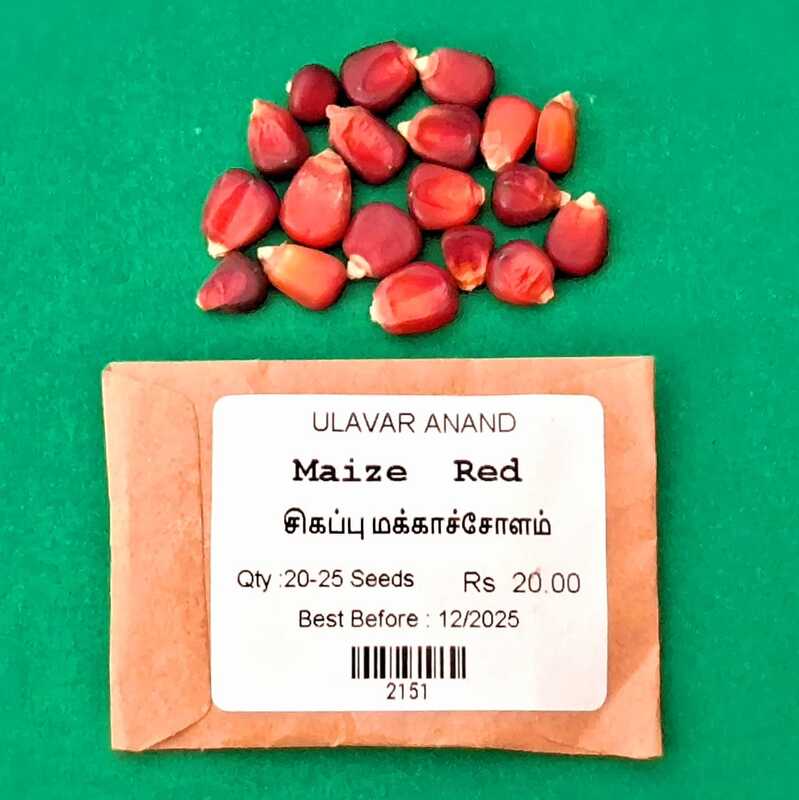 ULAVAR ANAND
Maize Red
சிகப்பு மக்காச்சோளம்
Qty :20-25 Seeds Rs 20.00
Best Before : 12/2025
2151